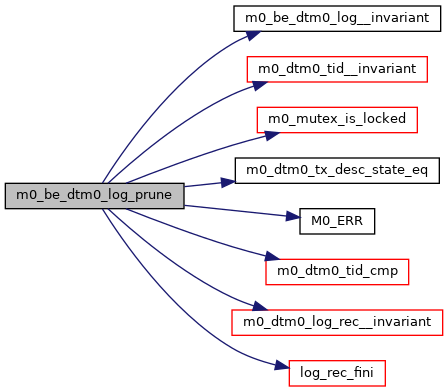 m0_be_dtm0_log__invariant
m0_dtm0_tid__invariant
m0_mutex_is_locked
m0_dtm0_tx_desc_state_eq
m0_be_dtm0_log_prune
M0_ERR
m0_dtm0_tid_cmp
m0_dtm0_log_rec__invariant
log_rec_fini